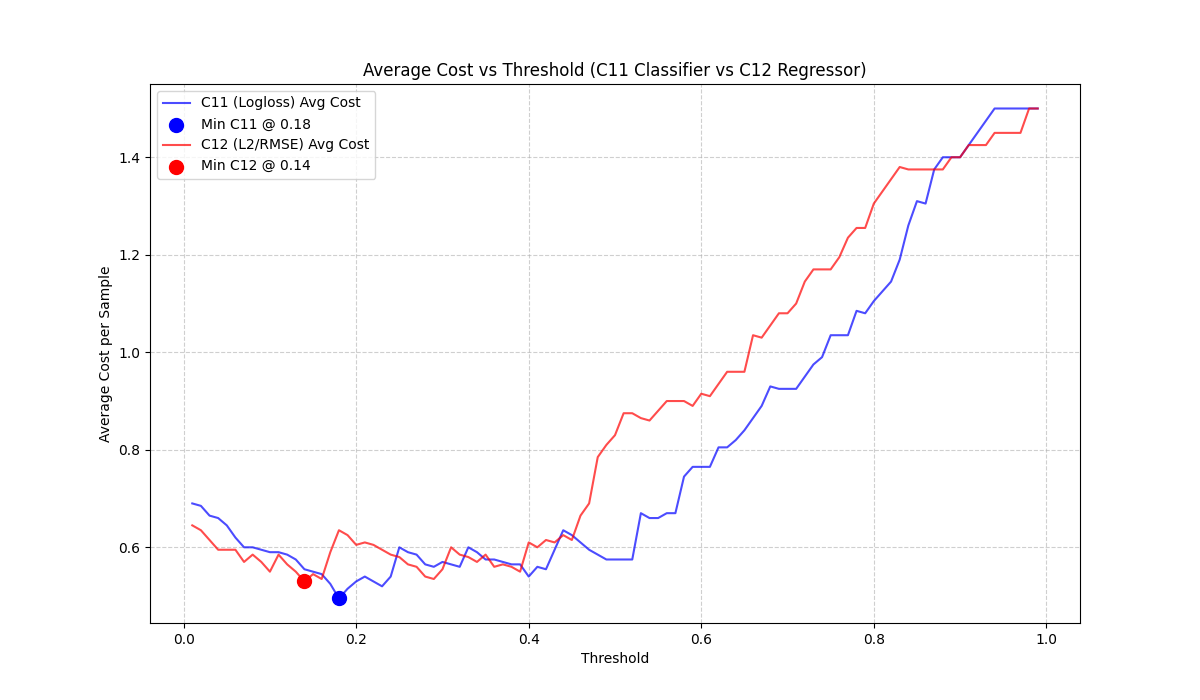 Average Cost vs Threshold (C11 Classifier vs C12 Regressor)
C11 (Logloss) Avg Cost
Min C11 @ 0.18
C12 (L2/RMSE) Avg Cost
Min C12 @ 0.14
Average Cost per Sample
1.4
1.2
1.0
0.8
0.6
0.0 0.2 0.4 0.6 0.8 1.0
Threshold